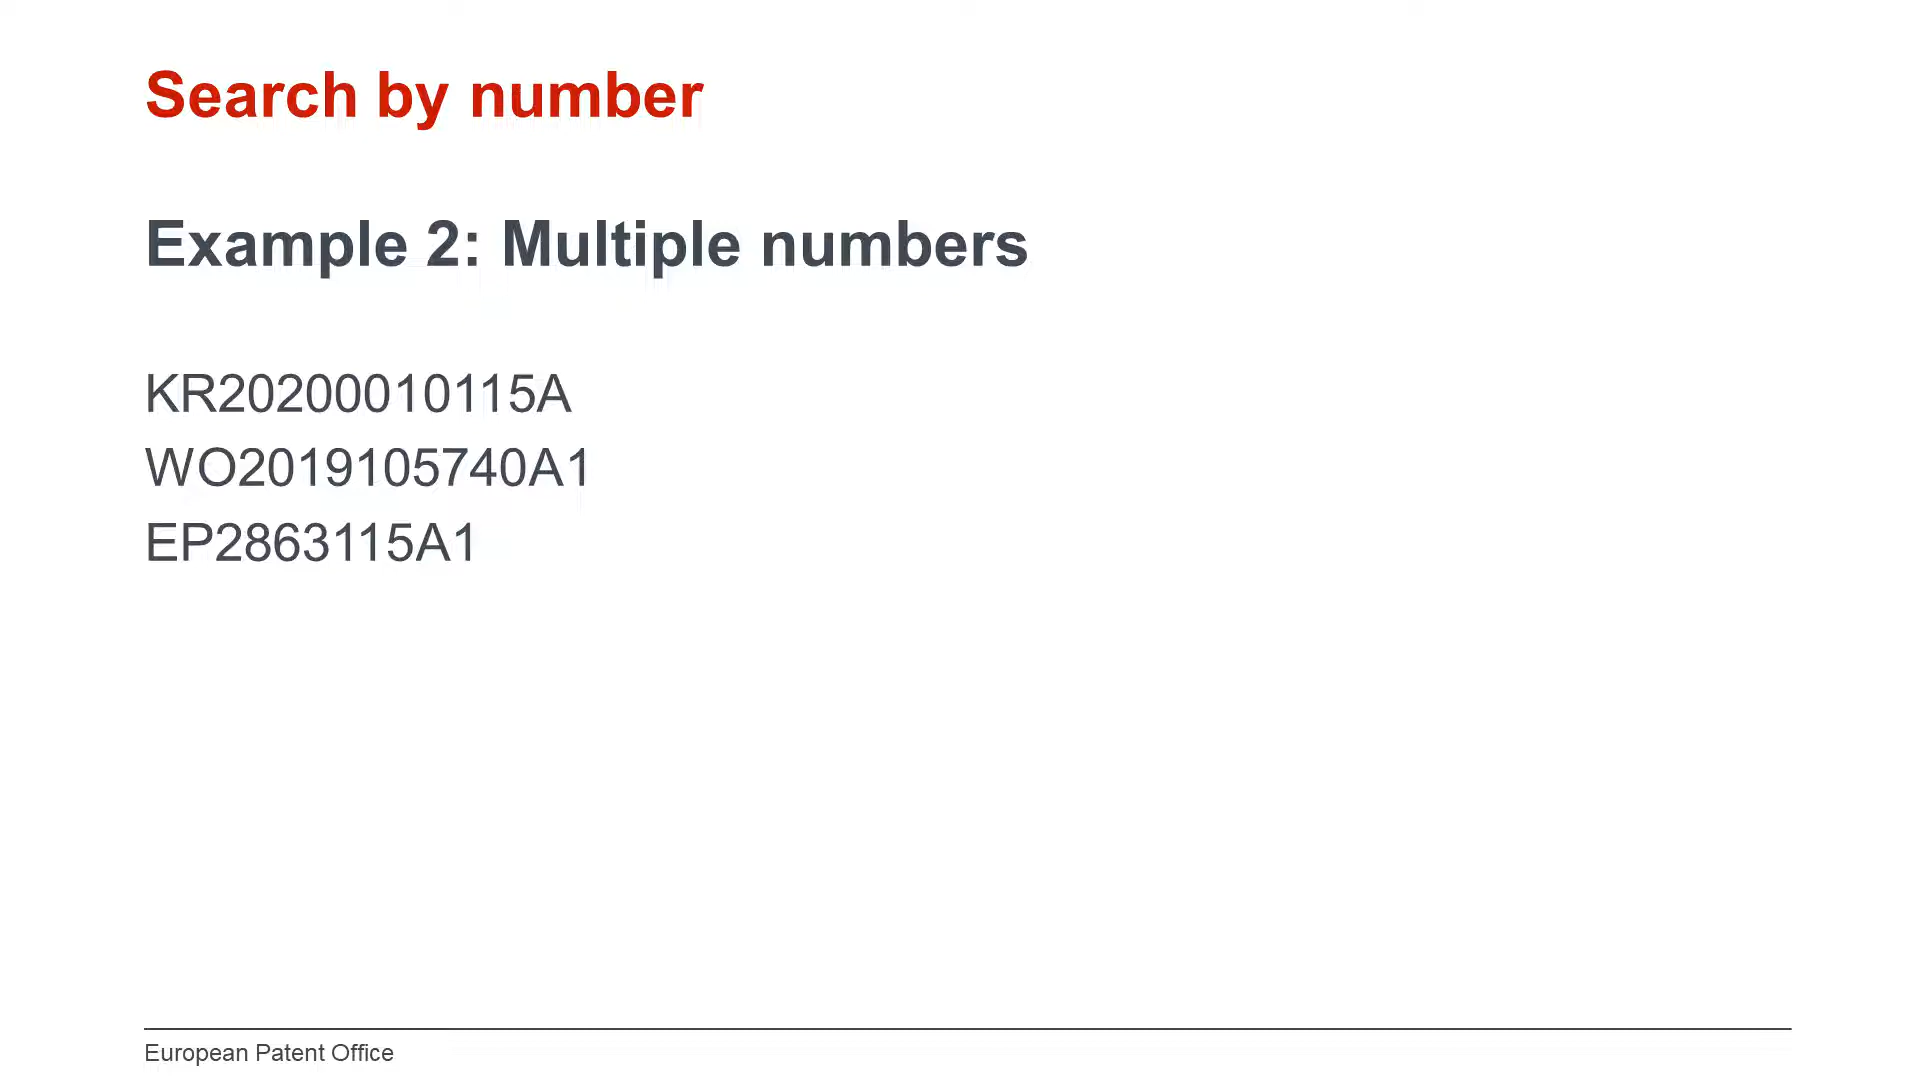 Search by number
Example 2: Multiple numbers
KR20200010115A
WO2019105740A1
EP2863115A1
European Patent Office